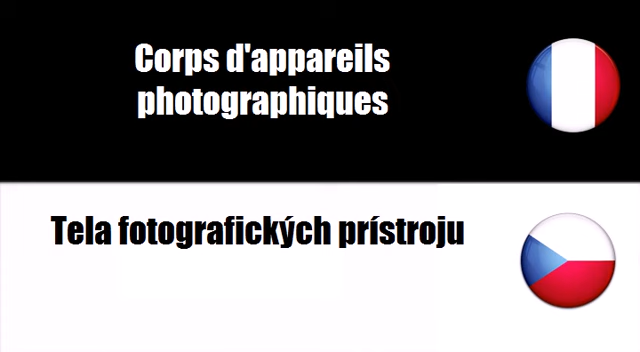 Corps d'appareils
photographiques
Tela fotografických prístroju